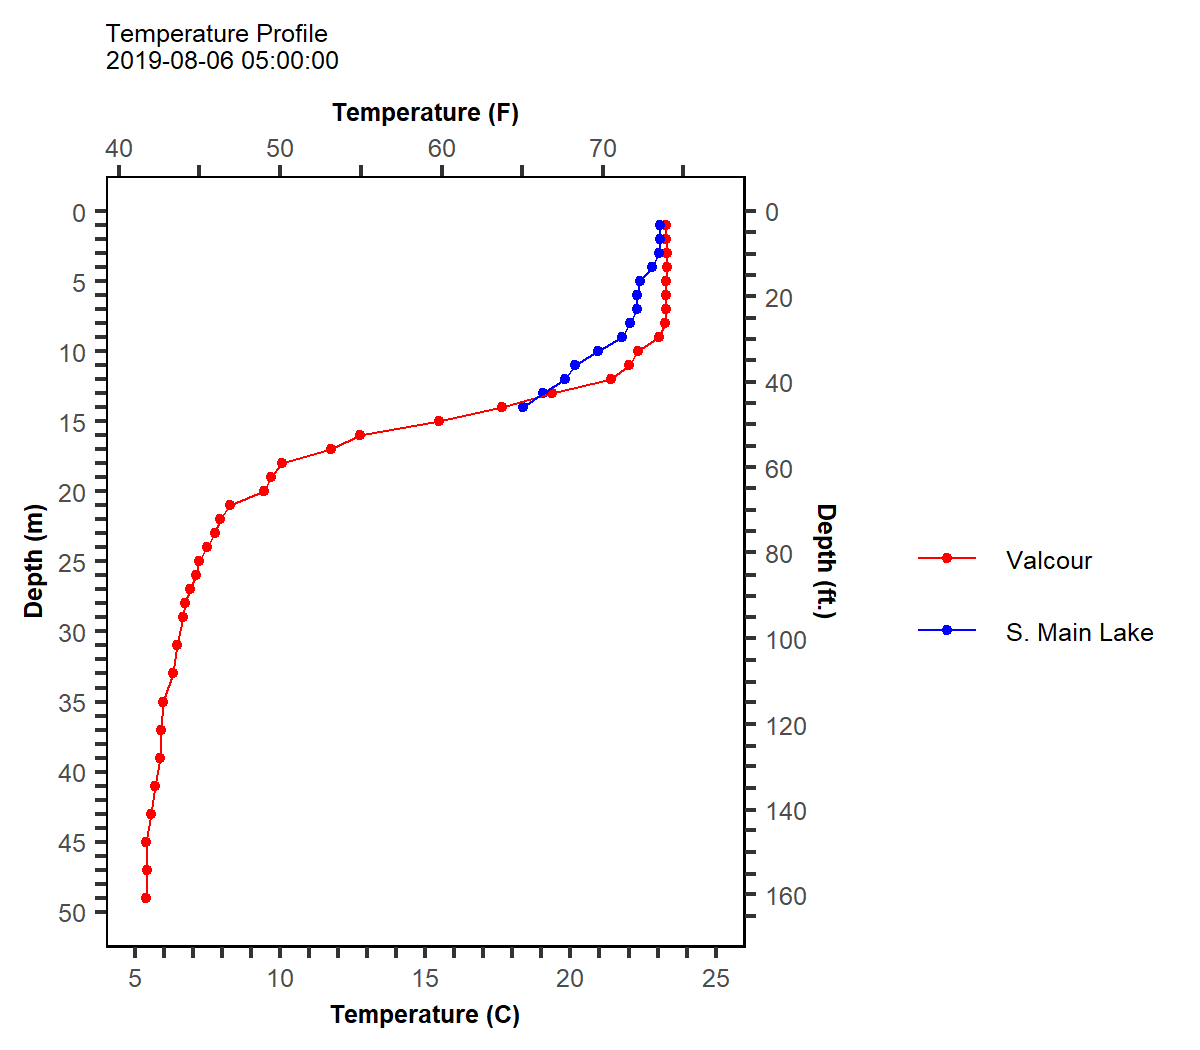 Temperature Profile
2019-08-06 05:00:00
Temperature (F)
40 50 60 70
0
5
10
15
20
25
30
35
40
45
50
Depth (m)
0
20
40
60
80
100
120
140
160
Depth (ft.)
Valcour
S. Main Lake
5 10 15 20 25
Temperature (C)